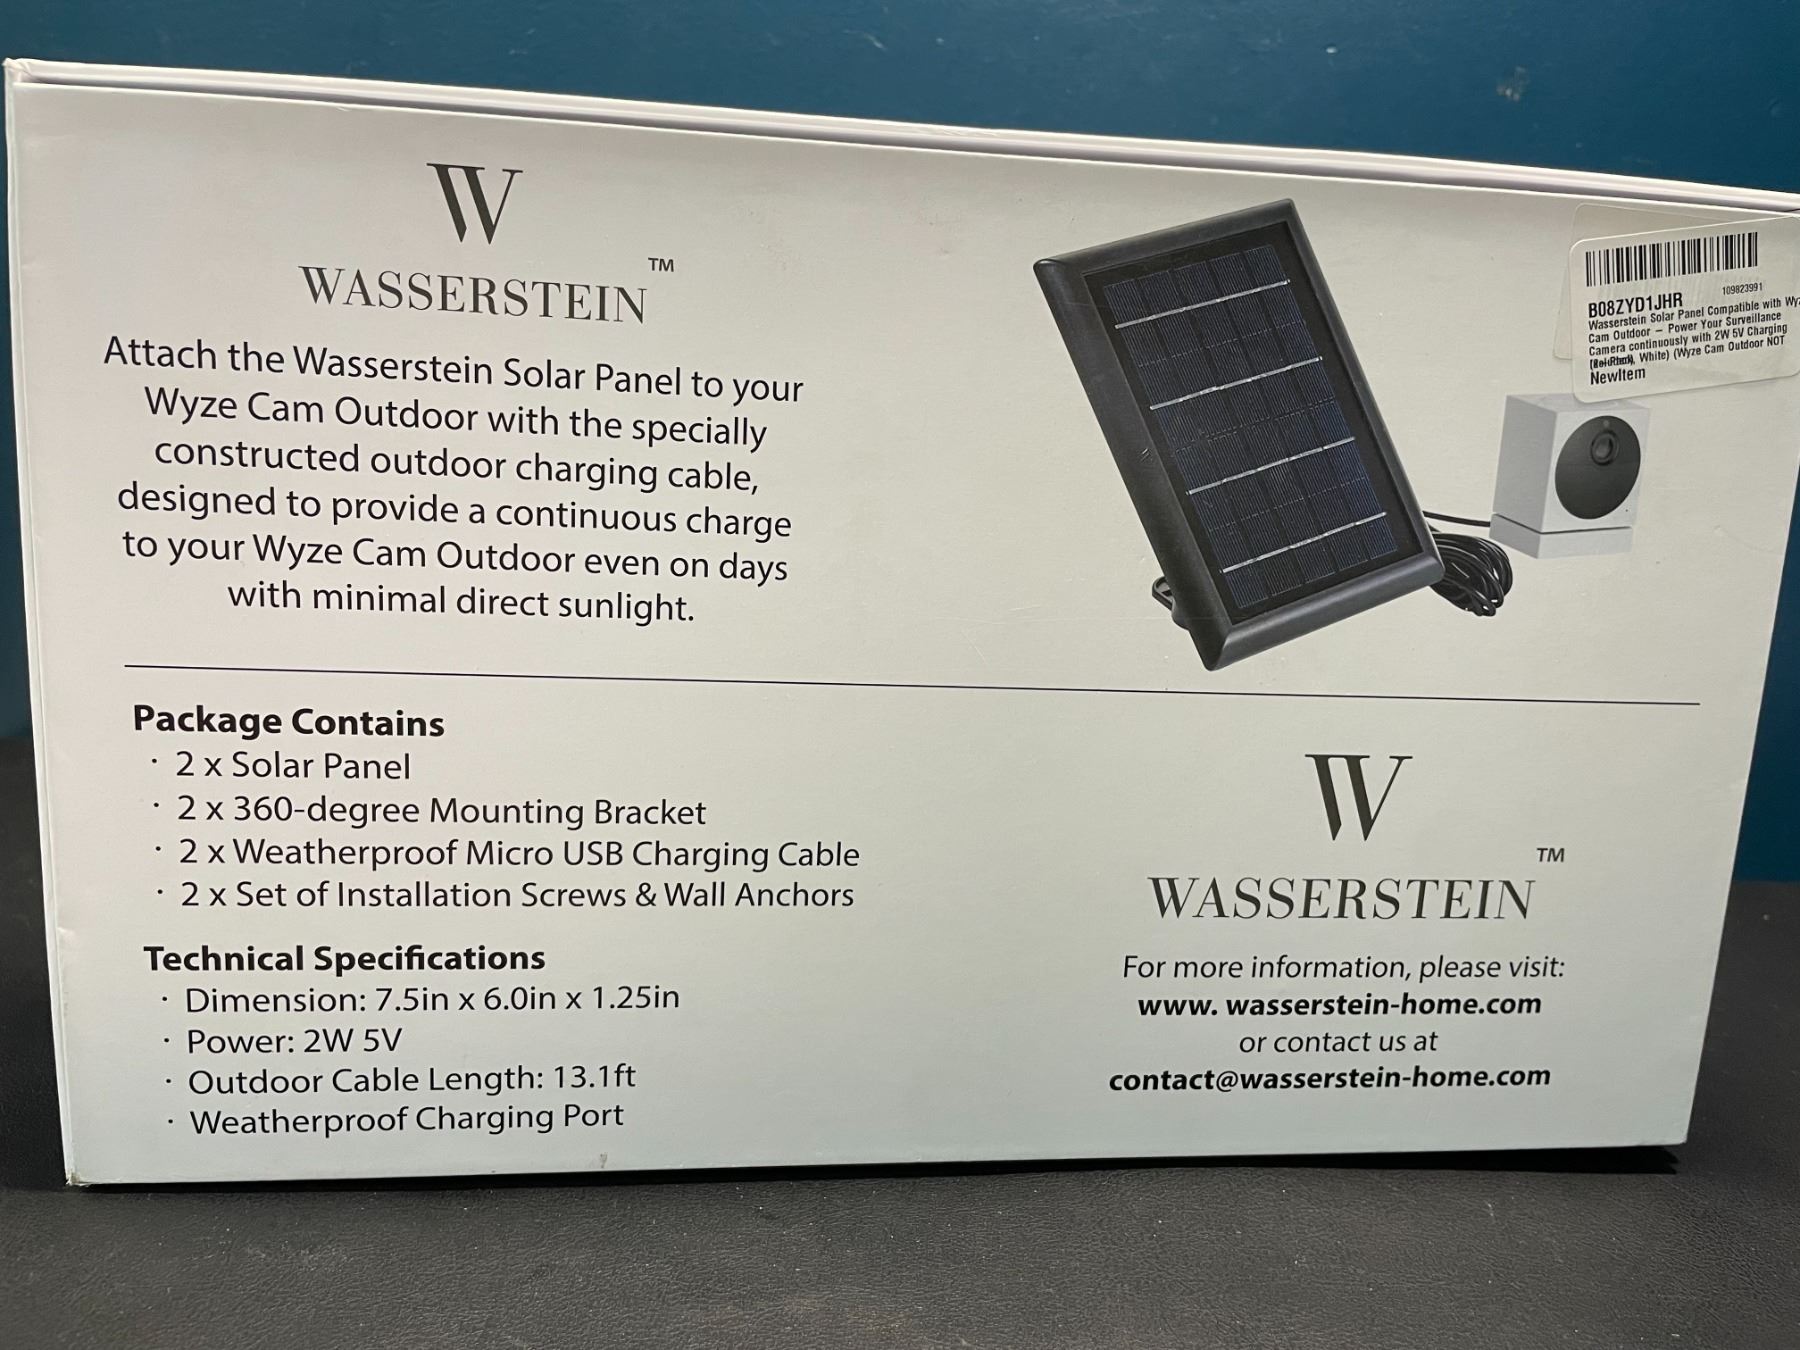 W
WASSERSTEIN™
Attach the Wasserstein Solar Panel to your
Wyze Cam Outdoor with the specially
constructed outdoor charging cable,
designed to provide a continuous charge
to your Wyze Cam Outdoor even on days
with minimal direct sunlight.
B08ZYD1JHR 109823991
Wasserstein Solar Panel Compatible with Wyz
Cam Outdoor – Power Your Surveillance
Camera continuously with 2W 5V Charging
White) (Wyze Cam Outdoor NOT
NewItem
Package Contains
· 2 x Solar Panel
· 2 x 360-degree Mounting Bracket
· 2 x Weatherproof Micro USB Charging Cable
· 2 x Set of Installation Screws & Wall Anchors
Technical Specifications
· Dimension: 7.5in x 6.0in x 1.25in
· Power: 2W 5V
· Outdoor Cable Length: 13.1ft
· Weatherproof Charging Port
W
WASSERSTEIN™
For more information, please visit:
www. wasserstein-home.com
or contact us at
contact@wasserstein-home.com